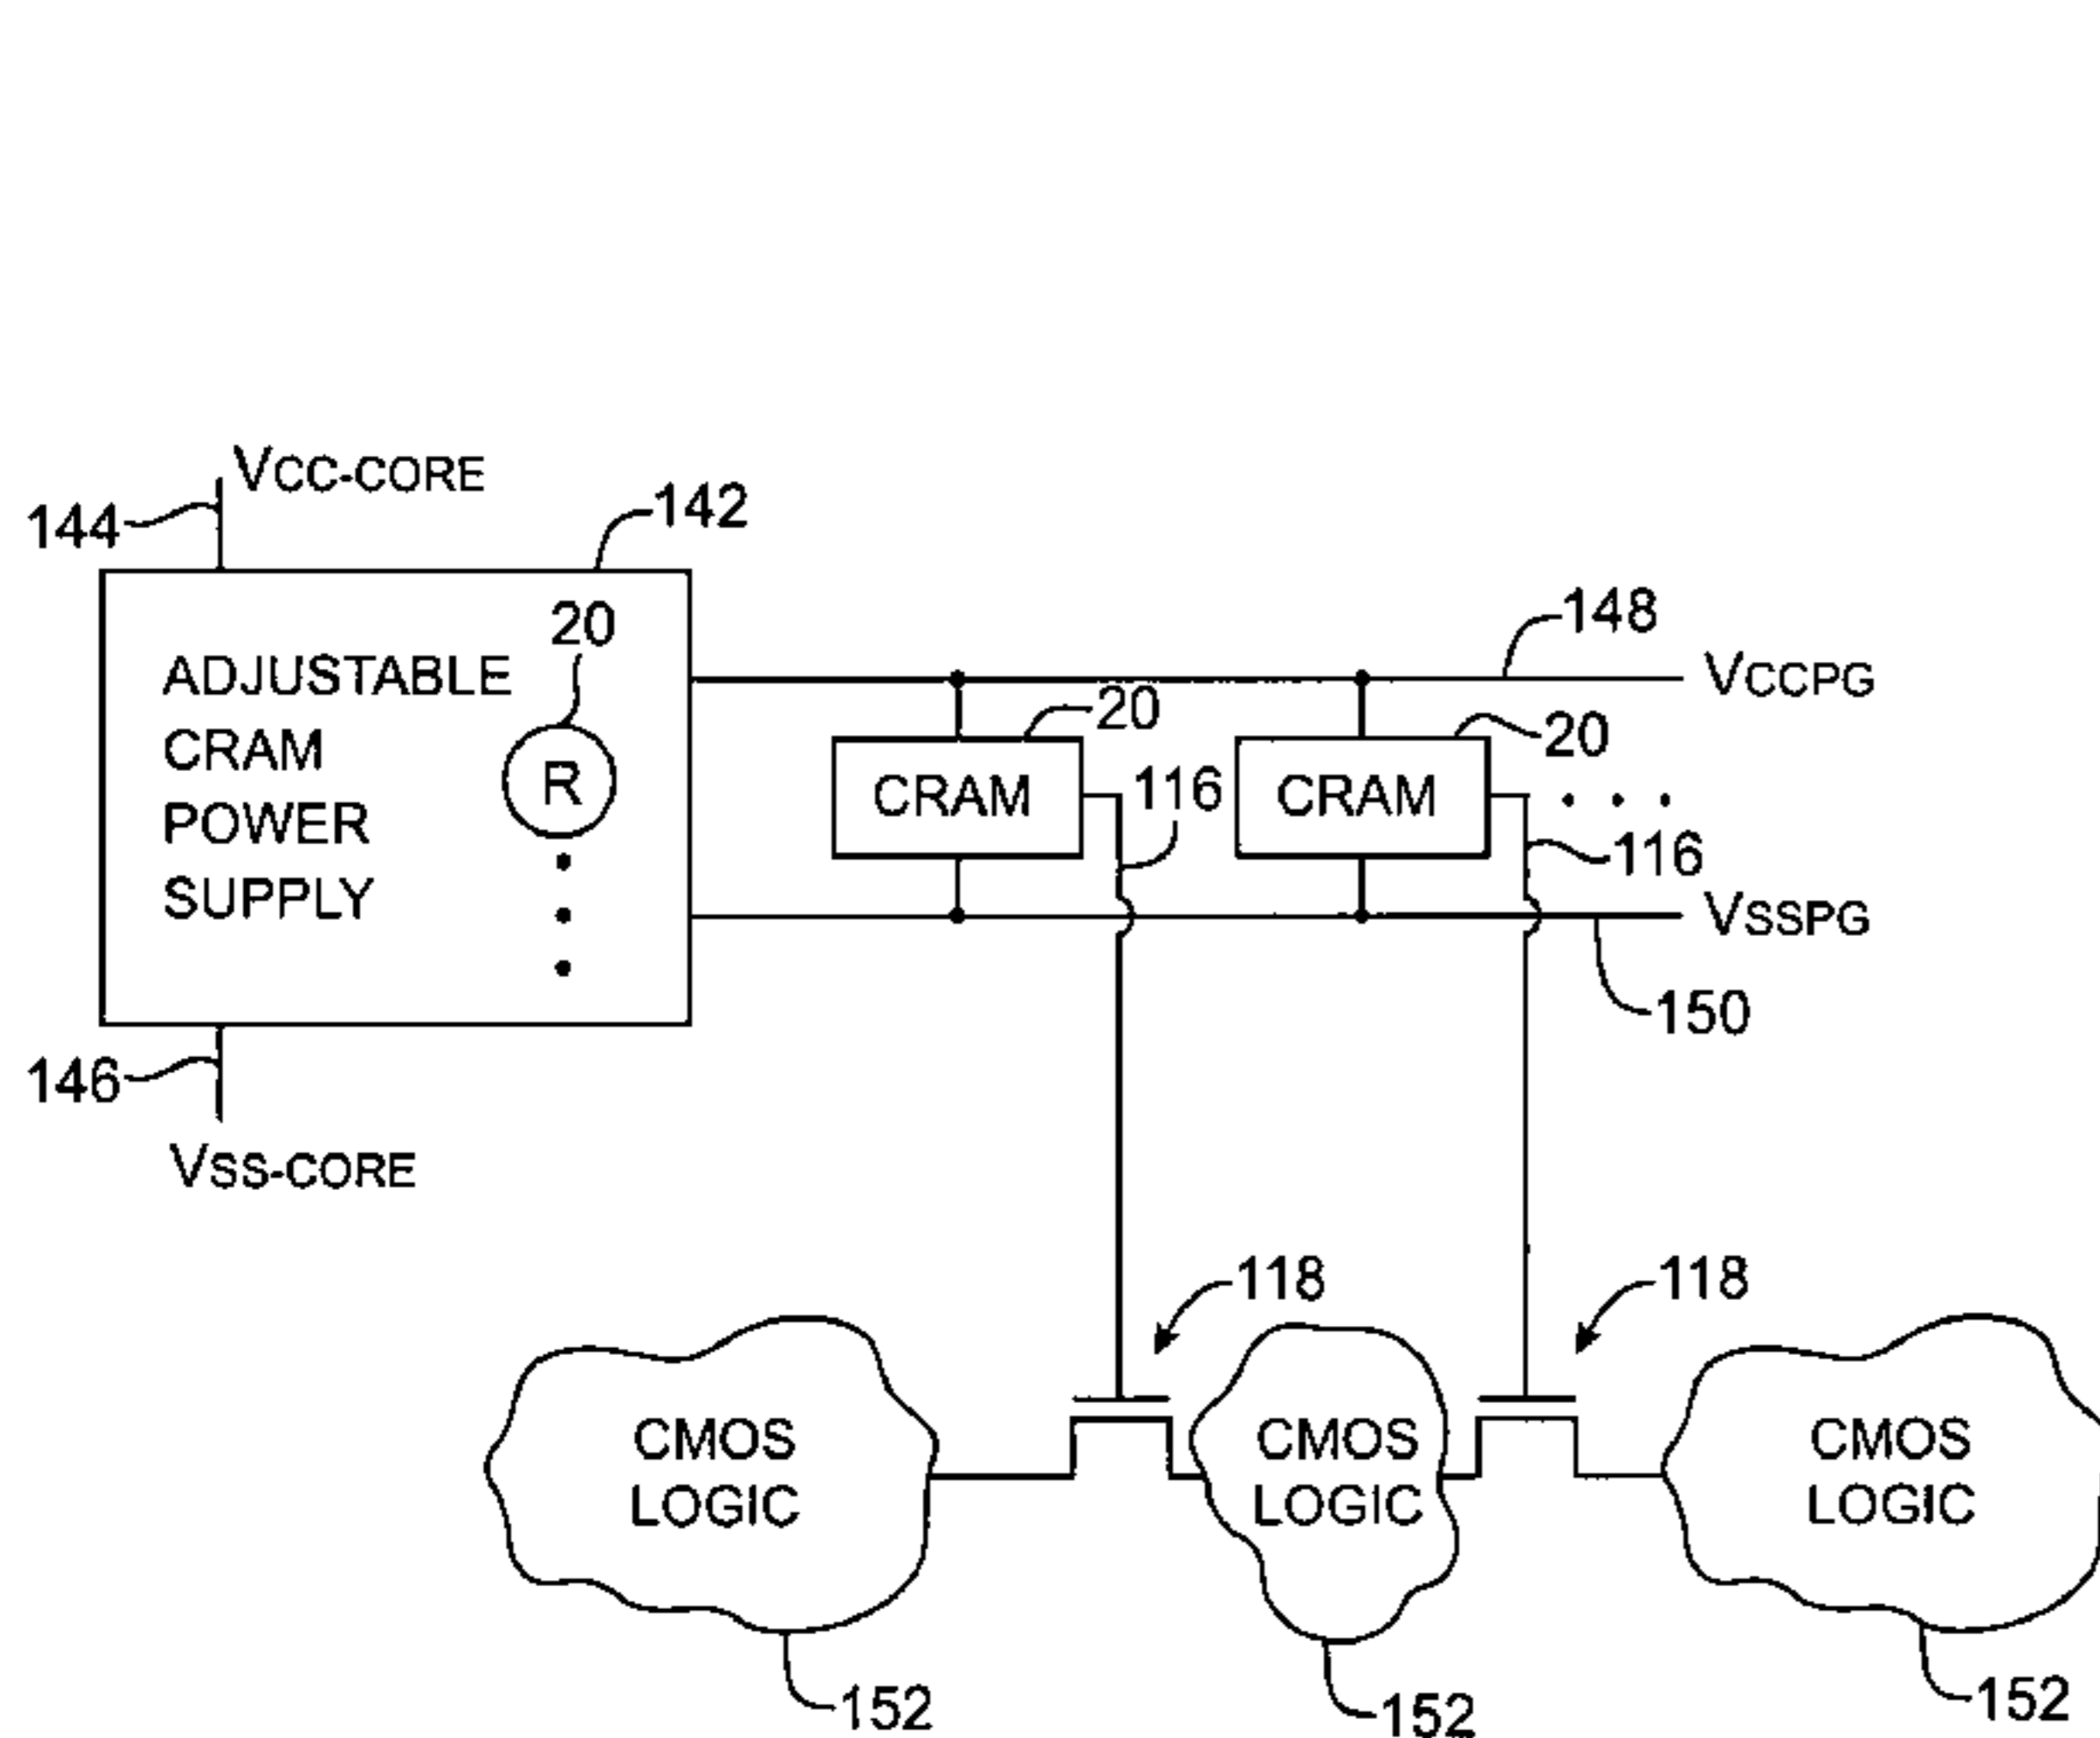 VCC-CORE
144
142
20
ADJUSTABLE
CRAM
POWER
SUPPLY
R
146
VSS-CORE
148
VCCPG
20
20
CRAM
CRAM
116
116
VSSPG
150
118
118
CMOS
LOGIC
CMOS
LOGIC
CMOS
LOGIC
152
152
152